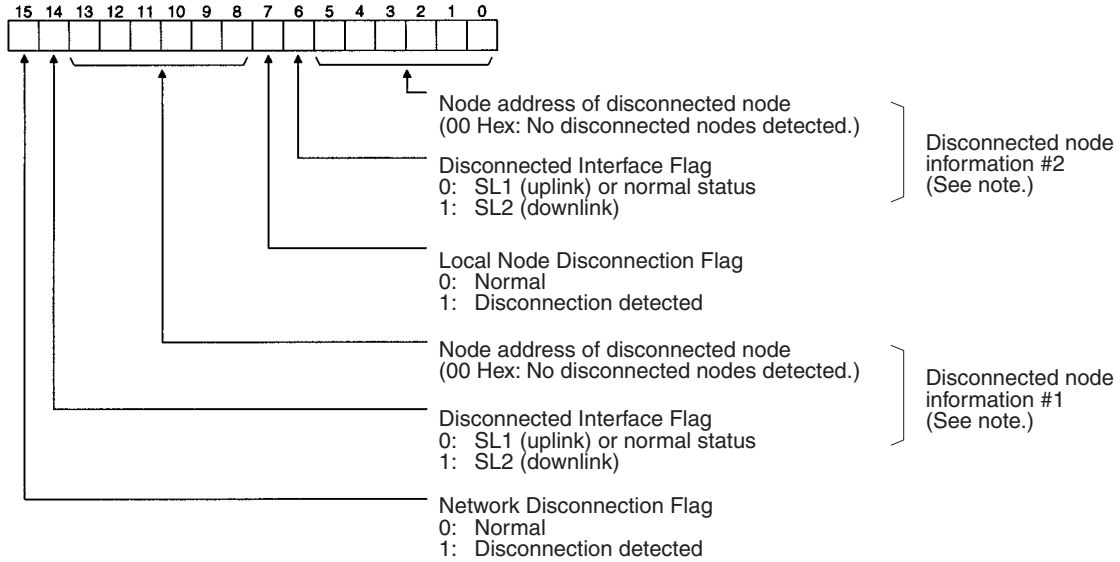 15 14 13 12 11 10 9 8 7 6 5 4 3 2 1 0
Node address of disconnected node
(00 Hex: No disconnected nodes detected.)
Disconnected Interface Flag
0: SL1 (uplink) or normal status
1: SL2 (downlink)
Disconnected node
information #2
(See note.)
Local Node Disconnection Flag
0: Normal
1: Disconnection detected
Node address of disconnected node
(00 Hex: No disconnected nodes detected.)
Disconnected Interface Flag
0: SL1 (uplink) or normal status
1: SL2 (downlink)
Disconnected node
information #1
(See note.)
Network Disconnection Flag
0: Normal
1: Disconnection detected